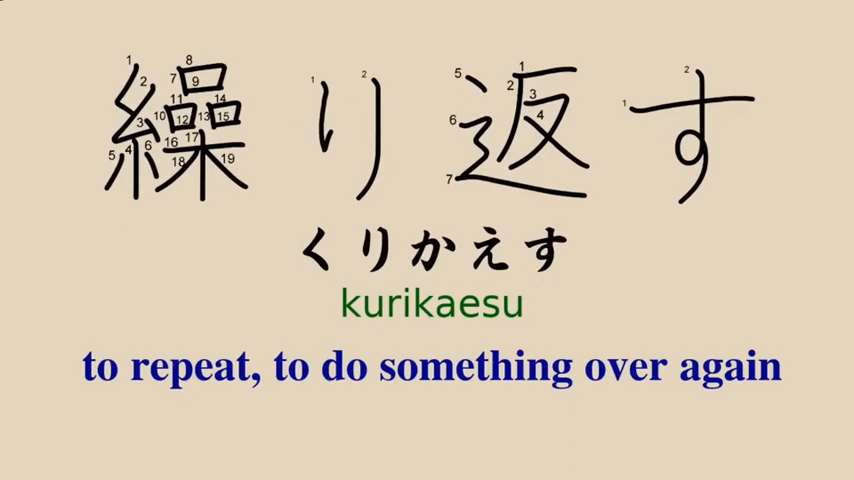 繰り返す
くりかえす
kurikaesu
to repeat, to do something over again